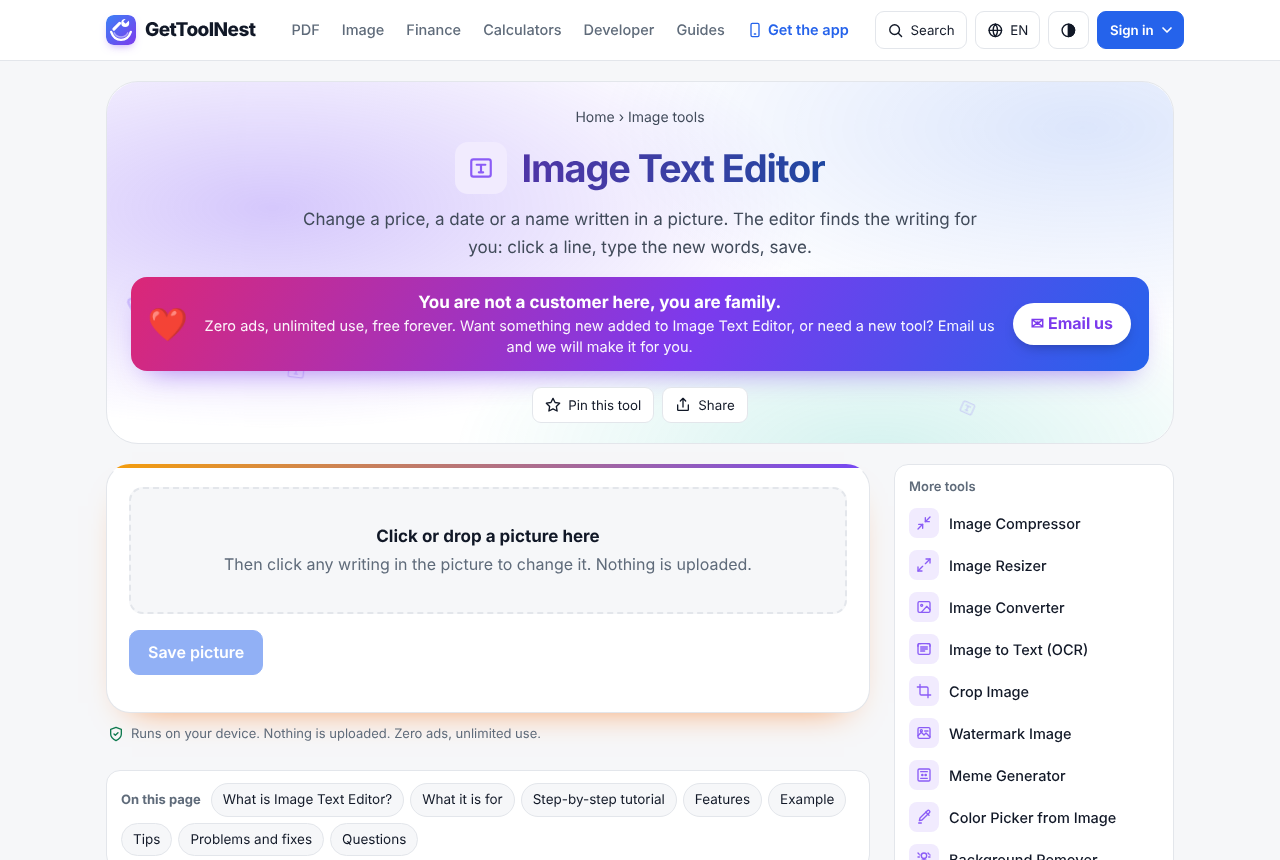 GetToolNest
PDF
Image
Finance
Calculators
Developer
Guides
Get the app
Search
EN
Sign in
Home › Image tools
Image Text Editor
Change a price, a date or a name written in a picture. The editor finds the writing for
you: click a line, type the new words, save.
You are not a customer here, you are family.
Zero ads, unlimited use, free forever. Want something new added to Image Text Editor, or need a new tool? Email us
and we will make it for you.
✉ Email us
Pin this tool
Share
Click or drop a picture here
Then click any writing in the picture to change it. Nothing is uploaded.
Save picture
Runs on your device. Nothing is uploaded. Zero ads, unlimited use.
On this page
What is Image Text Editor?
What it is for
Step-by-step tutorial
Features
Example
Tips
Problems and fixes
Questions
More tools
Image Compressor
Image Resizer
Image Converter
Image to Text (OCR)
Crop Image
Watermark Image
Meme Generator
Color Picker from Image
Background Remover